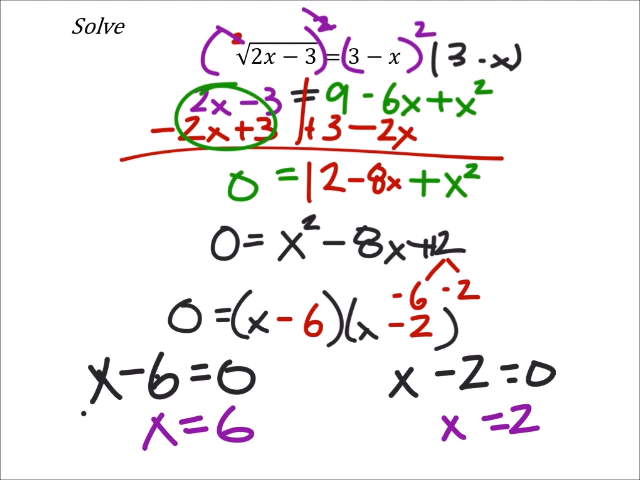 Solve
(√2x − 3)² = (3 − x)² (3 - x)
2x − 3 = 9 − 6x + x²
− 2x + 3 + 3 − 2x
0 = 12 − 8x + x²
0 = x² − 8x + 12
-6 -2
0 = (x − 6)(x − 2)
x − 6 = 0 x − 2 = 0
x = 6 x = 2